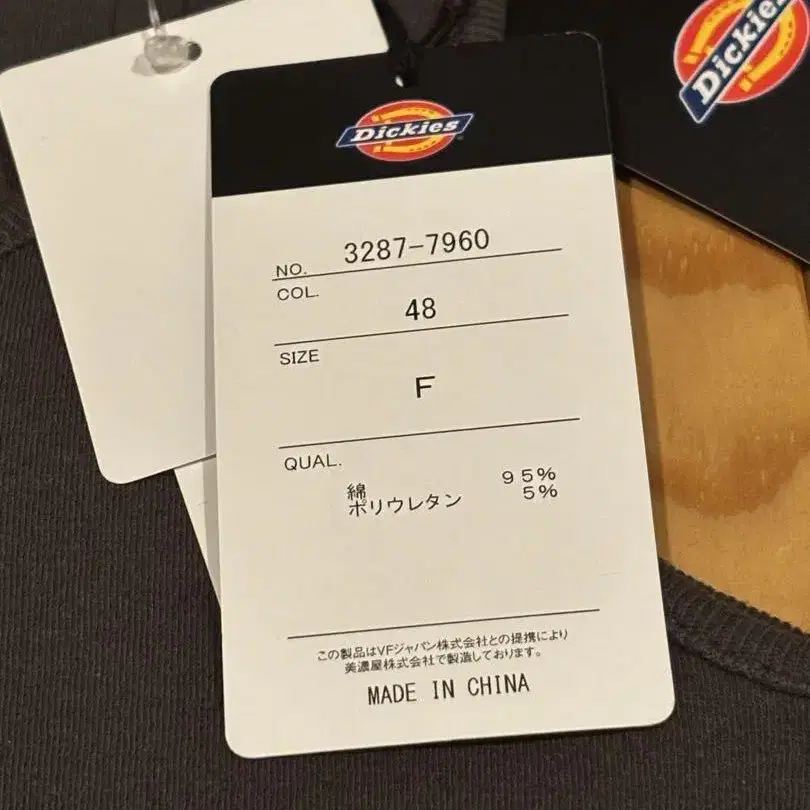 Dickies
Dickies
NO. 3287-7960
COL.
48
SIZE
F
QUAL.
綿 95%
ポリウレタン 5%
この製品はVFジャパン株式会社との提携により
美濃屋株式会社で製造しております。
MADE IN CHINA